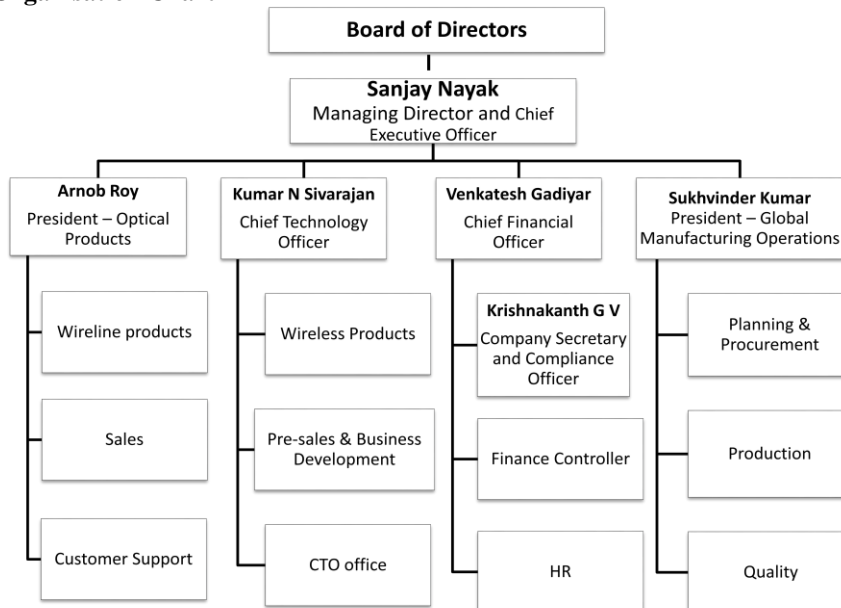 Board of Directors
Sanjay Nayak
Managing Director and Chief
Executive Officer
Arnob Roy
President – Optical
Products
Wireline products
Sales
Customer Support
Kumar N Sivarajan
Chief Technology
Officer
Wireless Products
Pre-sales & Business
Development
CTO office
Venkatesh Gadiyar
Chief Financial
Officer
Krishnakanth G V
Company Secretary
and Compliance
Officer
Finance Controller
HR
Sukhvinder Kumar
President – Global
Manufacturing Operations
Planning &
Procurement
Production
Quality